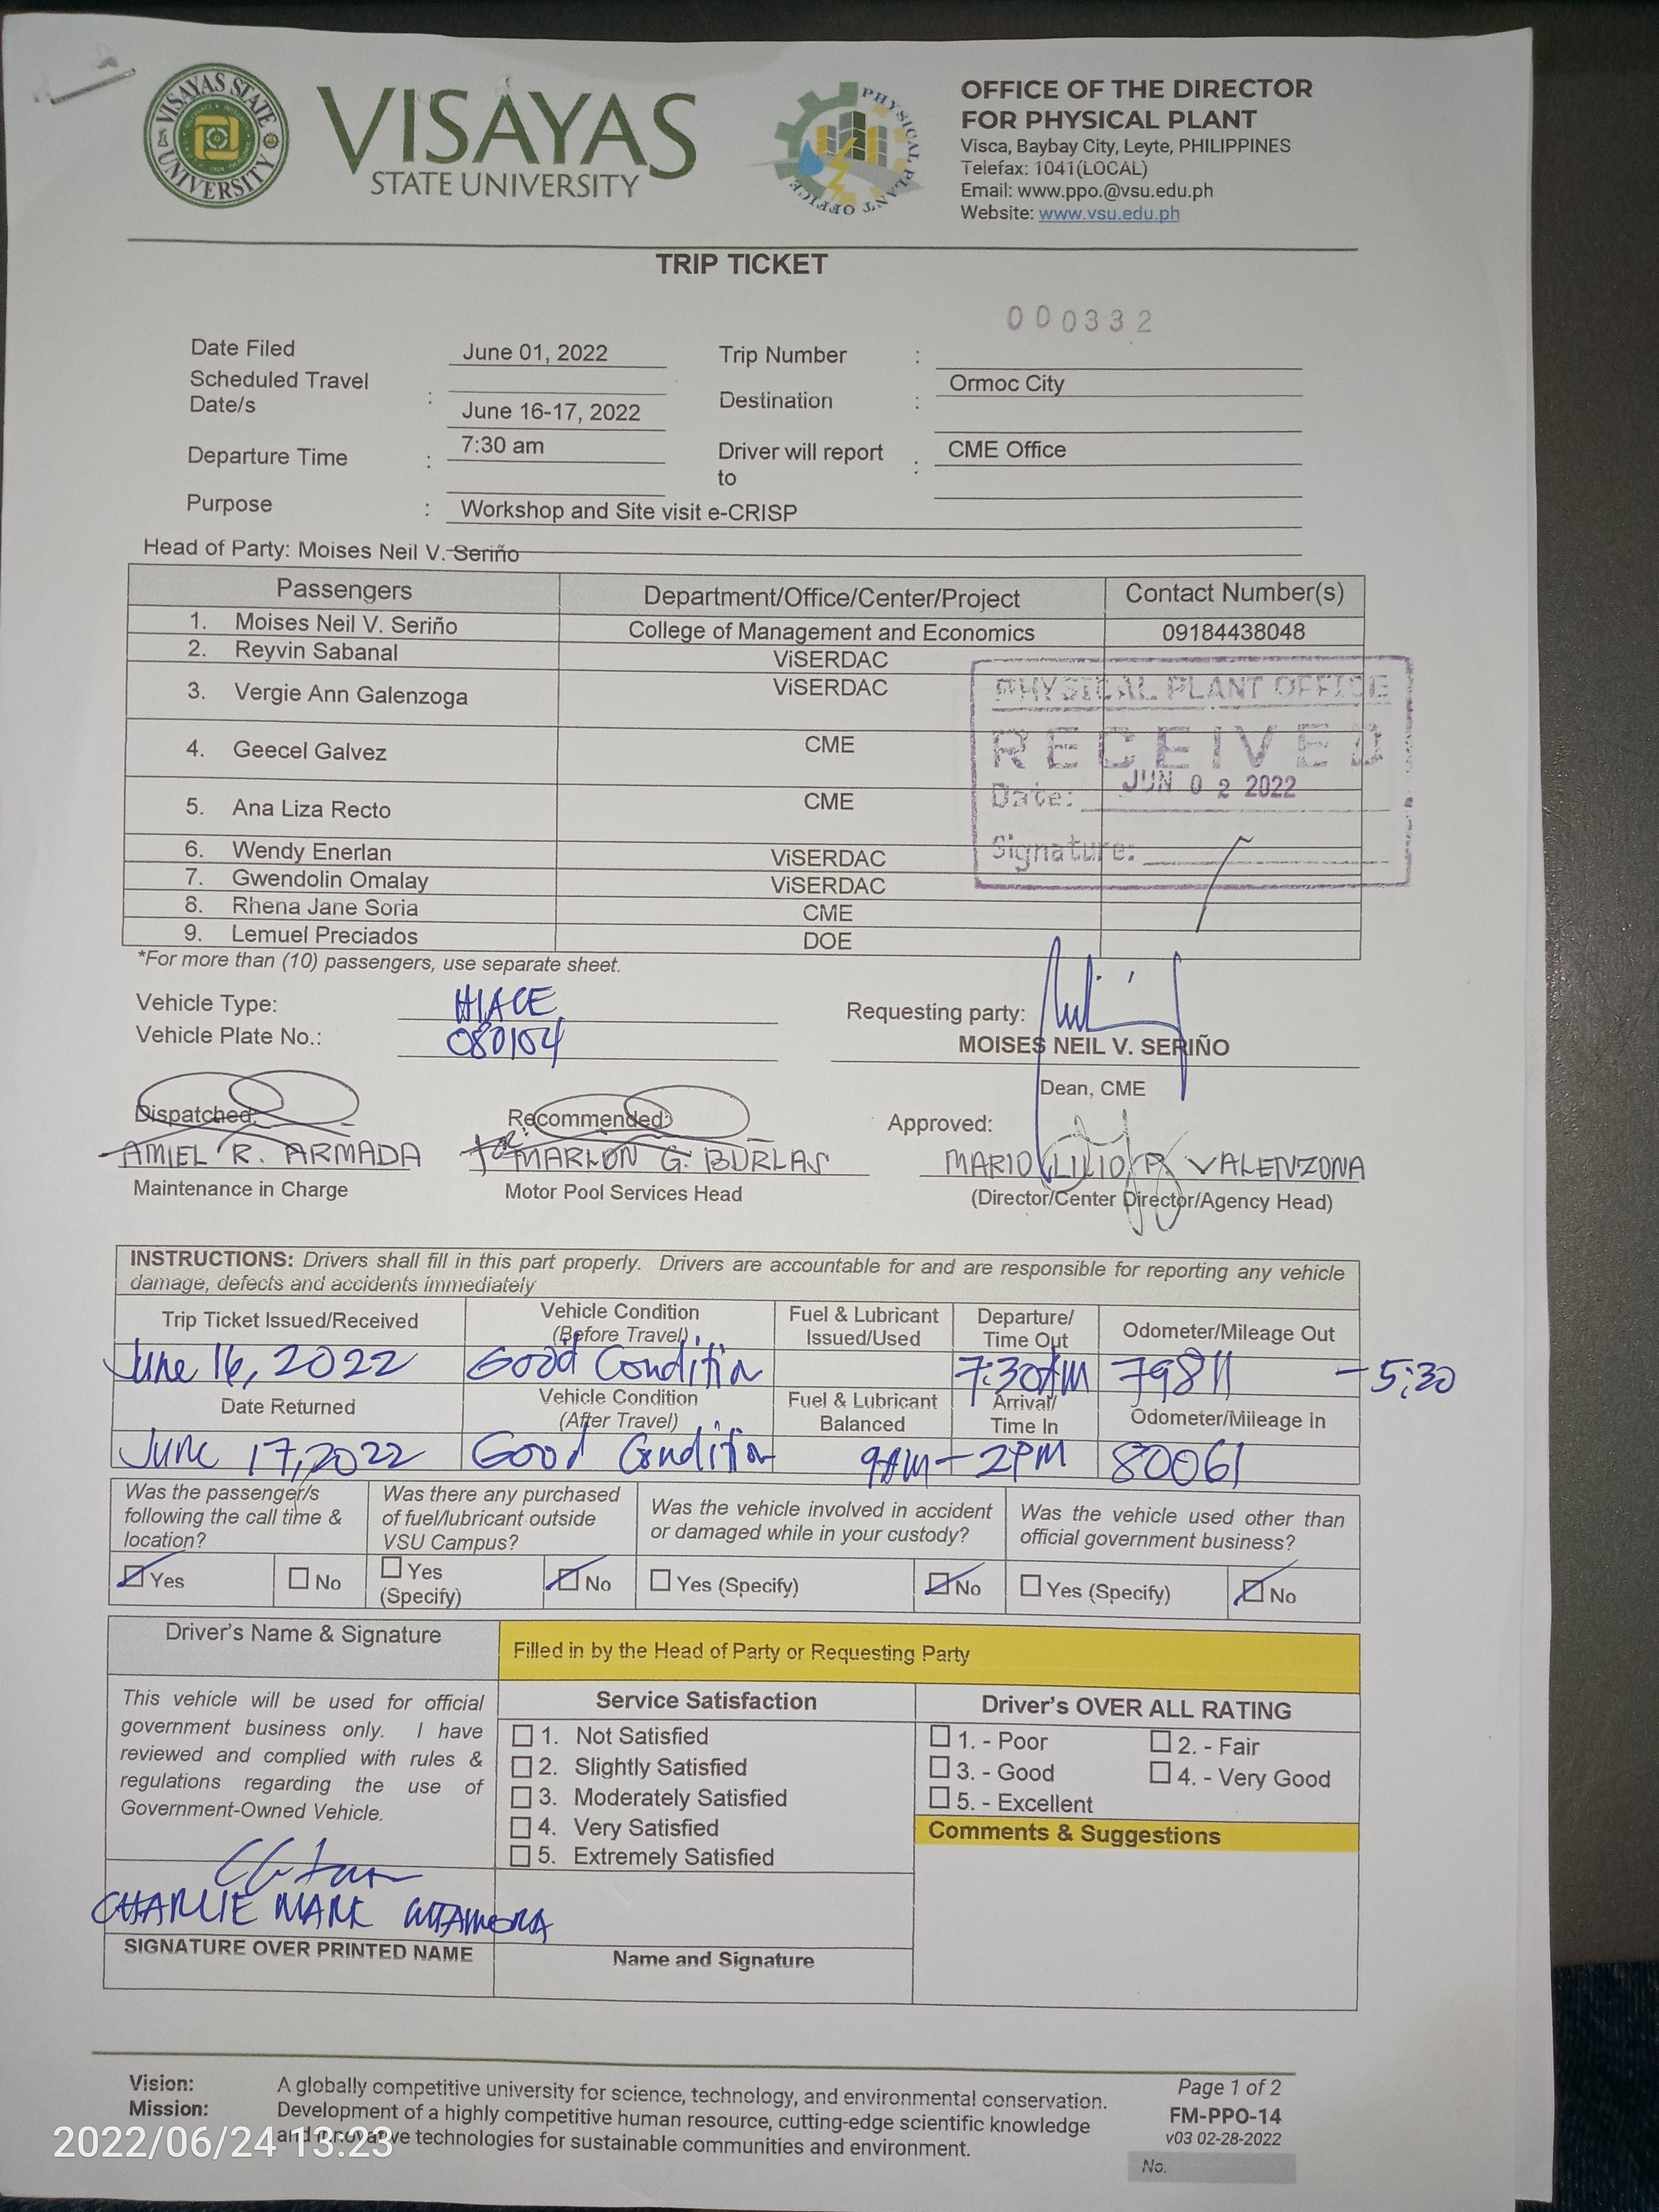 VISAYAS STATE UNIVERSITY
VISAYAS
STATE UNIVERSITY
PHYSICAL PLANT OFFICE
OFFICE OF THE DIRECTOR
FOR PHYSICAL PLANT
Visca, Baybay City, Leyte, PHILIPPINES
Telefax: 1041(LOCAL)
Email: www.ppo.@vsu.edu.ph
Website: www.vsu.edu.ph
TRIP TICKET
000332
Date Filed June 01, 2022 Trip Number :
Scheduled Travel Date/s : June 16-17, 2022 Destination : Ormoc City
Departure Time : 7:30 am Driver will report to : CME Office
Purpose : Workshop and Site visit e-CRISP
Head of Party: Moises Neil V. Seriño
Passengers Department/Office/Center/Project Contact Number(s)
1. Moises Neil V. Seriño College of Management and Economics 09184438048
2. Reyvin Sabanal ViSERDAC
3. Vergie Ann Galenzoga ViSERDAC
4. Geecel Galvez CME
5. Ana Liza Recto CME
6. Wendy Enerlan ViSERDAC
7. Gwendolin Omalay ViSERDAC
8. Rhena Jane Soria CME
9. Lemuel Preciados DOE
PHYSICAL PLANT OFFICE
RECEIVED
Date: JUN 02 2022
Signature:
*For more than (10) passengers, use separate sheet.
Vehicle Type: HIACE
Vehicle Plate No.: 080104
Requesting party:
MOISES NEIL V. SERIÑO
Dean, CME
Dispatched: Recommended: Approved:
AMIEL R. ARMADA for: MARLON G. BURLAS MARIO LILIO P. VALENZONA
Maintenance in Charge Motor Pool Services Head (Director/Center Director/Agency Head)
INSTRUCTIONS: Drivers shall fill in this part properly. Drivers are accountable for and are responsible for reporting any vehicle
damage, defects and accidents immediately
Trip Ticket Issued/Received Vehicle Condition (Before Travel) Fuel & Lubricant Issued/Used Departure/ Time Out Odometer/Mileage Out
June 16, 2022 Good Conditin 7:30AM 79811 -5:30
Date Returned Vehicle Condition (After Travel) Fuel & Lubricant Balanced Arrival/ Time In Odometer/Mileage in
June 17, 2022 Good Conditin 9AM-2PM 80061
Was the passenger/s following the call time & location? Was there any purchased of fuel/lubricant outside VSU Campus? Was the vehicle involved in accident or damaged while in your custody? Was the vehicle used other than official government business?
Yes No Yes (Specify) No Yes (Specify) No Yes (Specify) No
Driver's Name & Signature
Filled in by the Head of Party or Requesting Party
This vehicle will be used for official
government business only. I have
reviewed and complied with rules &
regulations regarding the use of
Government-Owned Vehicle.
Service Satisfaction
1. Not Satisfied
2. Slightly Satisfied
3. Moderately Satisfied
4. Very Satisfied
5. Extremely Satisfied
Driver's OVER ALL RATING
1. - Poor 2. - Fair
3. - Good 4. - Very Good
5. - Excellent
Comments & Suggestions
CHARLIE MARK
SIGNATURE OVER PRINTED NAME
Name and Signature
Vision: A globally competitive university for science, technology, and environmental conservation.
Mission: Development of a highly competitive human resource, cutting-edge scientific knowledge
and innovative technologies for sustainable communities and environment.
Page 1 of 2
FM-PPO-14
v03 02-28-2022
No.
2022/06/24 13:23